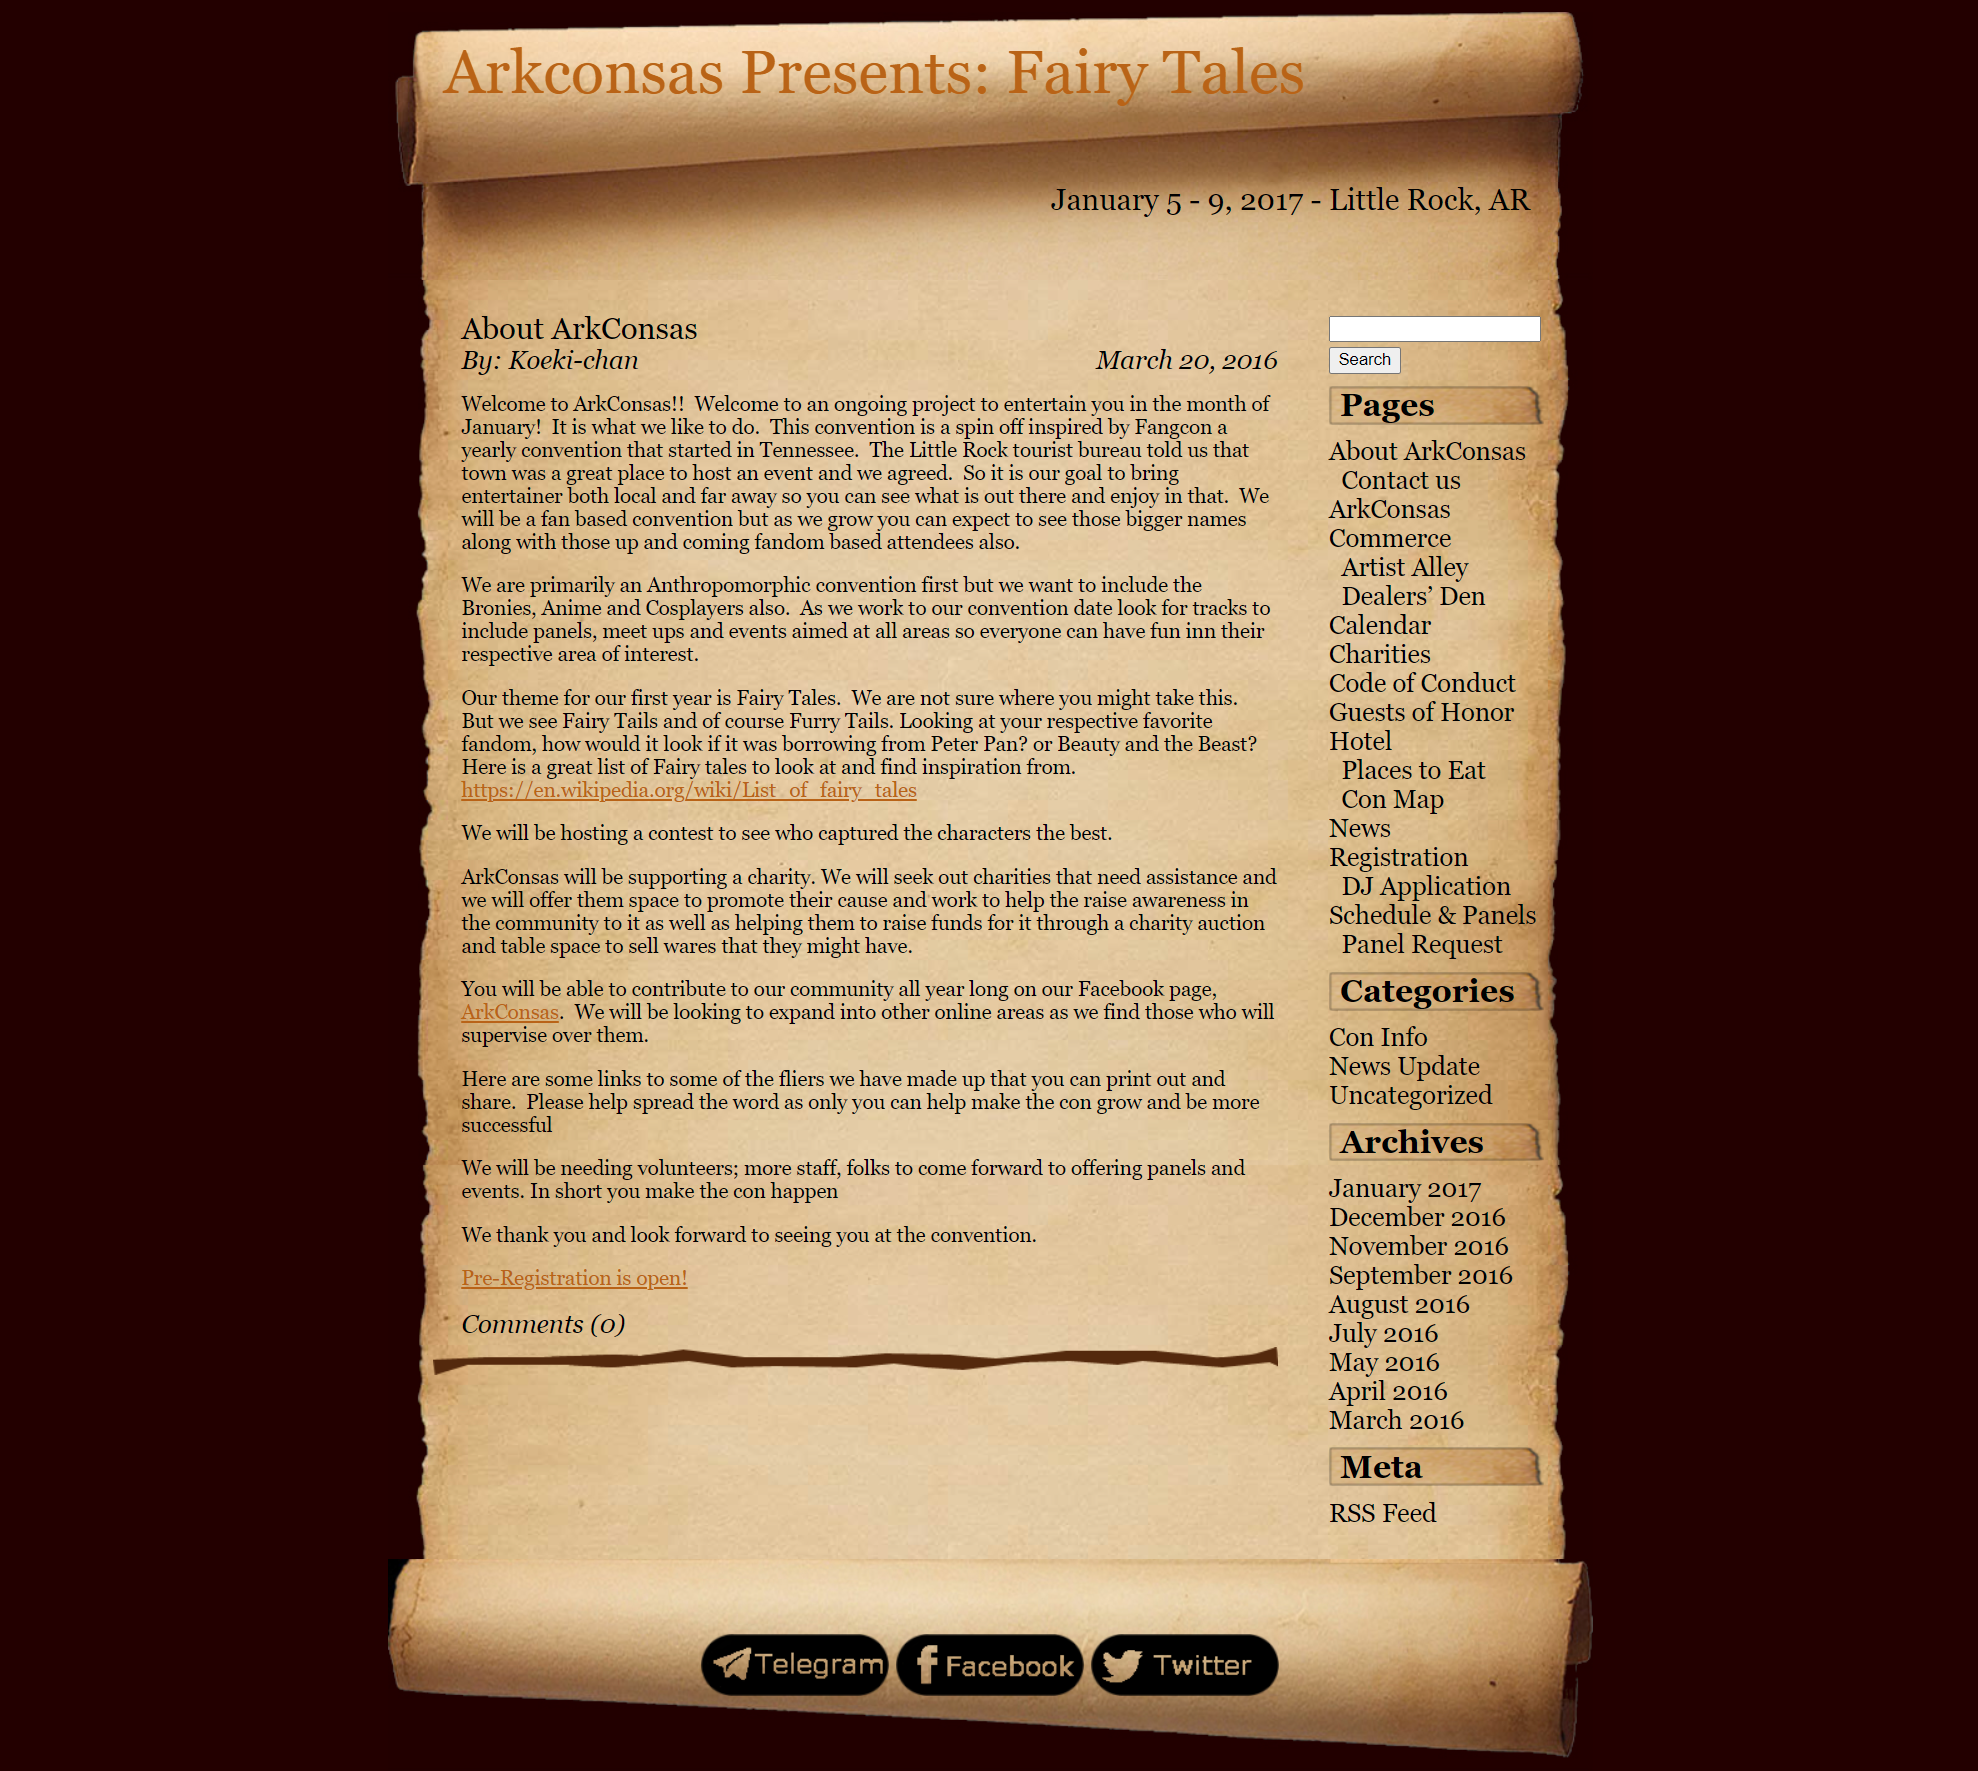 Arkconsas Presents: Fairy Tales
January 5 - 9, 2017 - Little Rock, AR
About ArkConsas
By: Koeki-chan
March 20, 2016
Welcome to ArkConsas!!  Welcome to an ongoing project to entertain you in the month of
January!  It is what we like to do.  This convention is a spin off inspired by Fangcon a
yearly convention that started in Tennessee.  The Little Rock tourist bureau told us that
town was a great place to host an event and we agreed.  So it is our goal to bring
entertainer both local and far away so you can see what is out there and enjoy in that.  We
will be a fan based convention but as we grow you can expect to see those bigger names
along with those up and coming fandom based attendees also.
We are primarily an Anthropomorphic convention first but we want to include the
Bronies, Anime and Cosplayers also.  As we work to our convention date look for tracks to
include panels, meet ups and events aimed at all areas so everyone can have fun inn their
respective area of interest.
Our theme for our first year is Fairy Tales.  We are not sure where you might take this.
But we see Fairy Tails and of course Furry Tails. Looking at your respective favorite
fandom, how would it look if it was borrowing from Peter Pan? or Beauty and the Beast?
Here is a great list of Fairy tales to look at and find inspiration from.
https://en.wikipedia.org/wiki/List_of_fairy_tales
We will be hosting a contest to see who captured the characters the best.
ArkConsas will be supporting a charity. We will seek out charities that need assistance and
we will offer them space to promote their cause and work to help the raise awareness in
the community to it as well as helping them to raise funds for it through a charity auction
and table space to sell wares that they might have.
You will be able to contribute to our community all year long on our Facebook page,
ArkConsas.  We will be looking to expand into other online areas as we find those who will
supervise over them.
Here are some links to some of the fliers we have made up that you can print out and
share.  Please help spread the word as only you can help make the con grow and be more
successful
We will be needing volunteers; more staff, folks to come forward to offering panels and
events. In short you make the con happen
We thank you and look forward to seeing you at the convention.
Pre-Registration is open!
Comments (0)
Search
Pages
About ArkConsas
Contact us
ArkConsas
Commerce
Artist Alley
Dealers’ Den
Calendar
Charities
Code of Conduct
Guests of Honor
Hotel
Places to Eat
Con Map
News
Registration
DJ Application
Schedule & Panels
Panel Request
Categories
Con Info
News Update
Uncategorized
Archives
January 2017
December 2016
November 2016
September 2016
August 2016
July 2016
May 2016
April 2016
March 2016
Meta
RSS Feed
Telegram
Facebook
Twitter